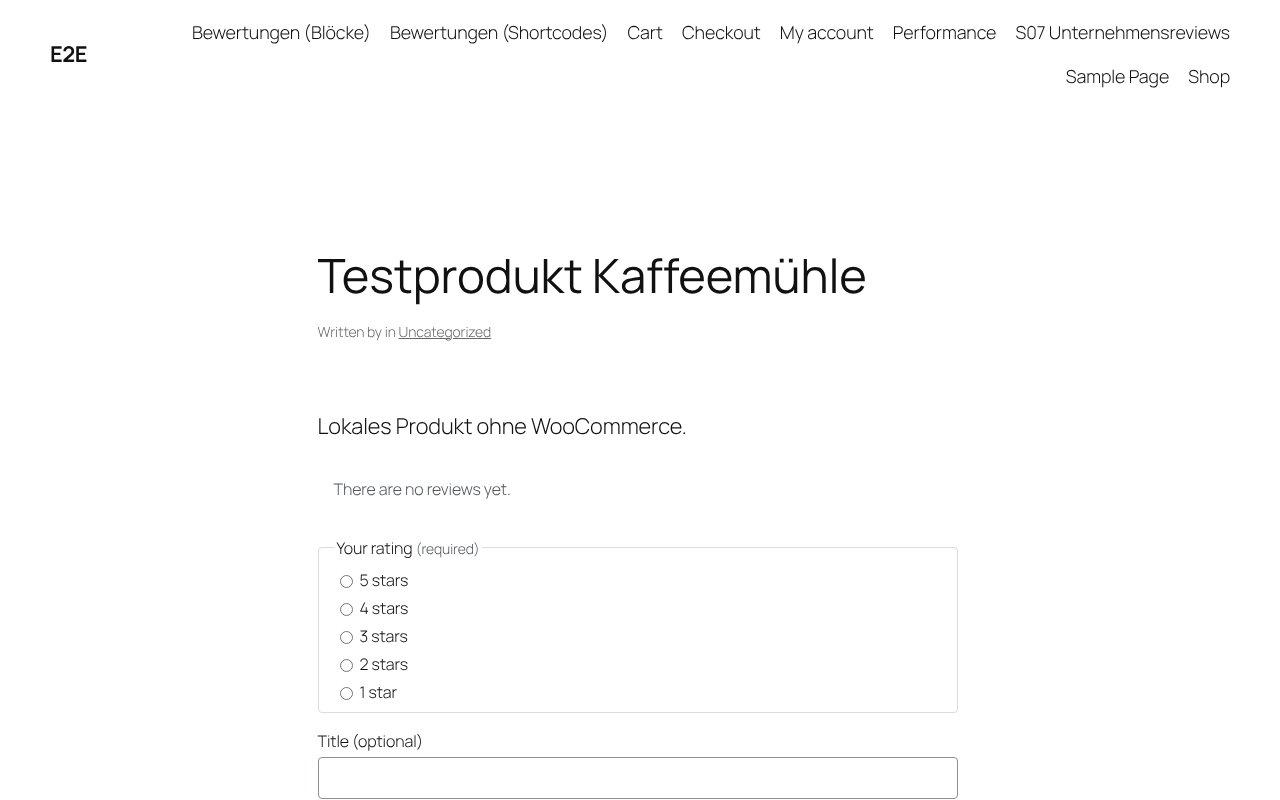 E2E
Bewertungen (Blöcke) Bewertungen (Shortcodes) Cart Checkout My account Performance S07 Unternehmensreviews
Sample Page Shop
Testprodukt Kaffeemühle
Written by in Uncategorized
Lokales Produkt ohne WooCommerce.
There are no reviews yet.
Your rating (required)
5 stars
4 stars
3 stars
2 stars
1 star
Title (optional)